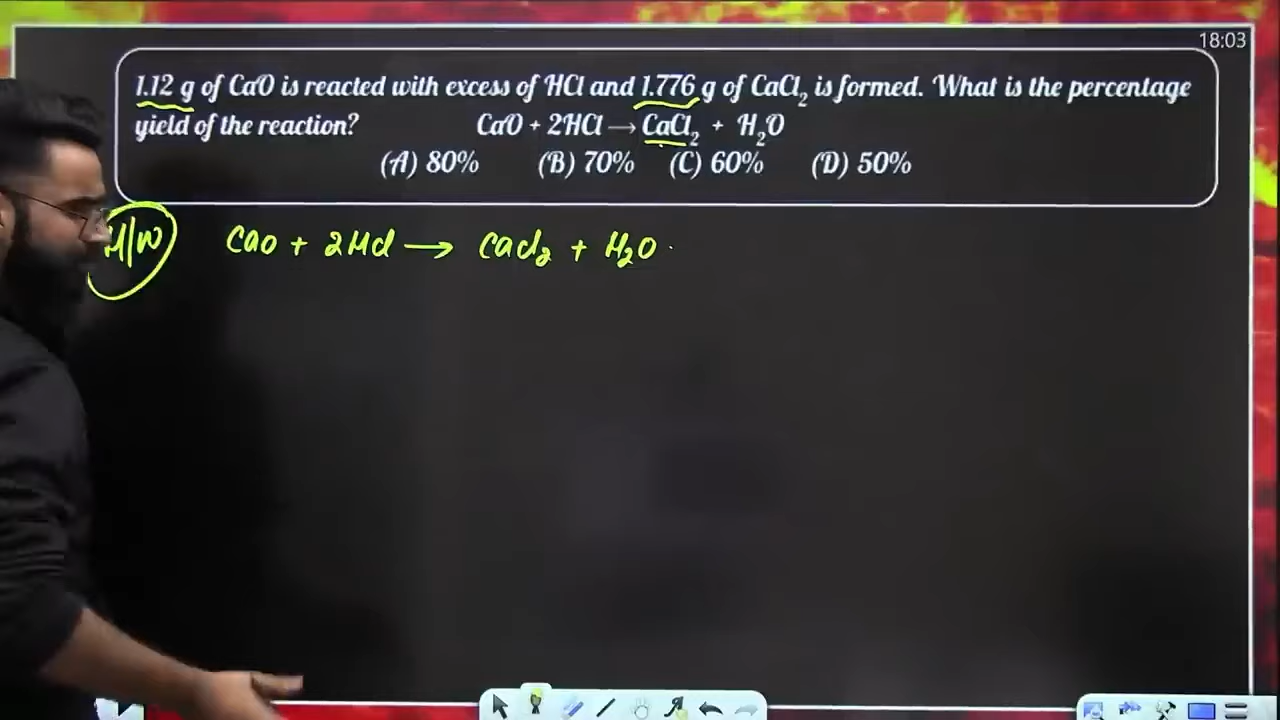 18:03
1.12 g of CaO is reacted with excess of HCl and 1.776 g of CaCl₂ is formed. What is the percentage
yield of the reaction? CaO + 2HCl → CaCl₂ + H₂O
(A) 80% (B) 70% (C) 60% (D) 50%
H/W CaO + 2HCl → CaCl₂ + H₂O